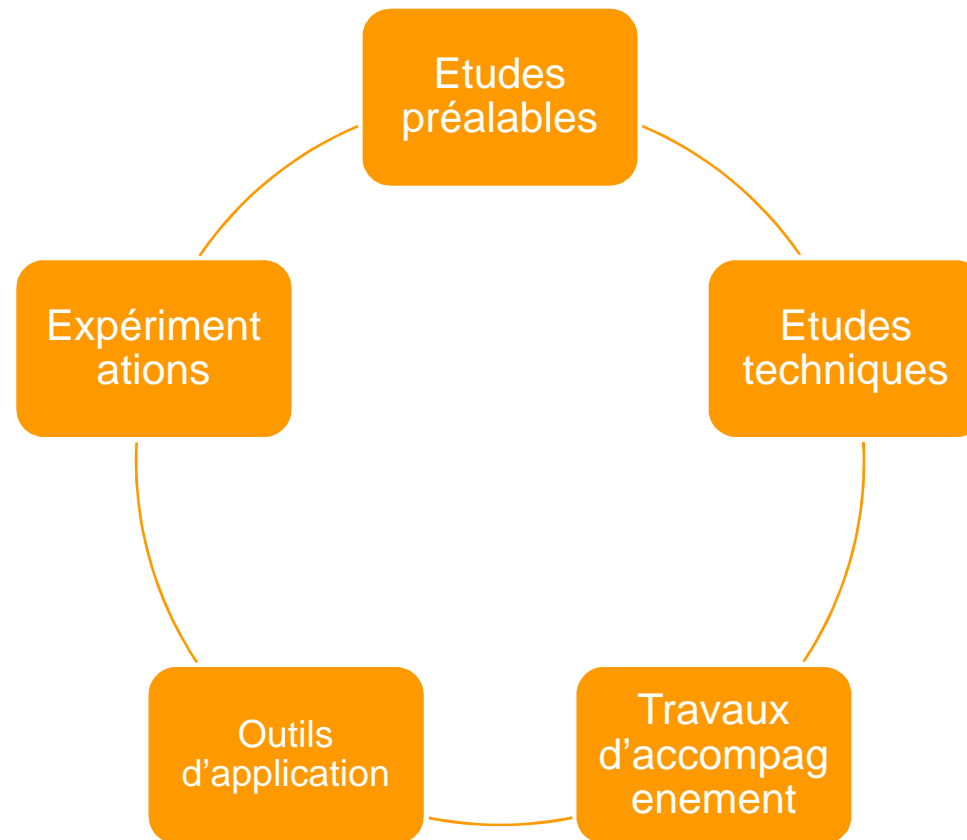 Etudes
préalables
Expériment
ations
Etudes
techniques
Outils
d’application
Travaux
d’accompag
enement